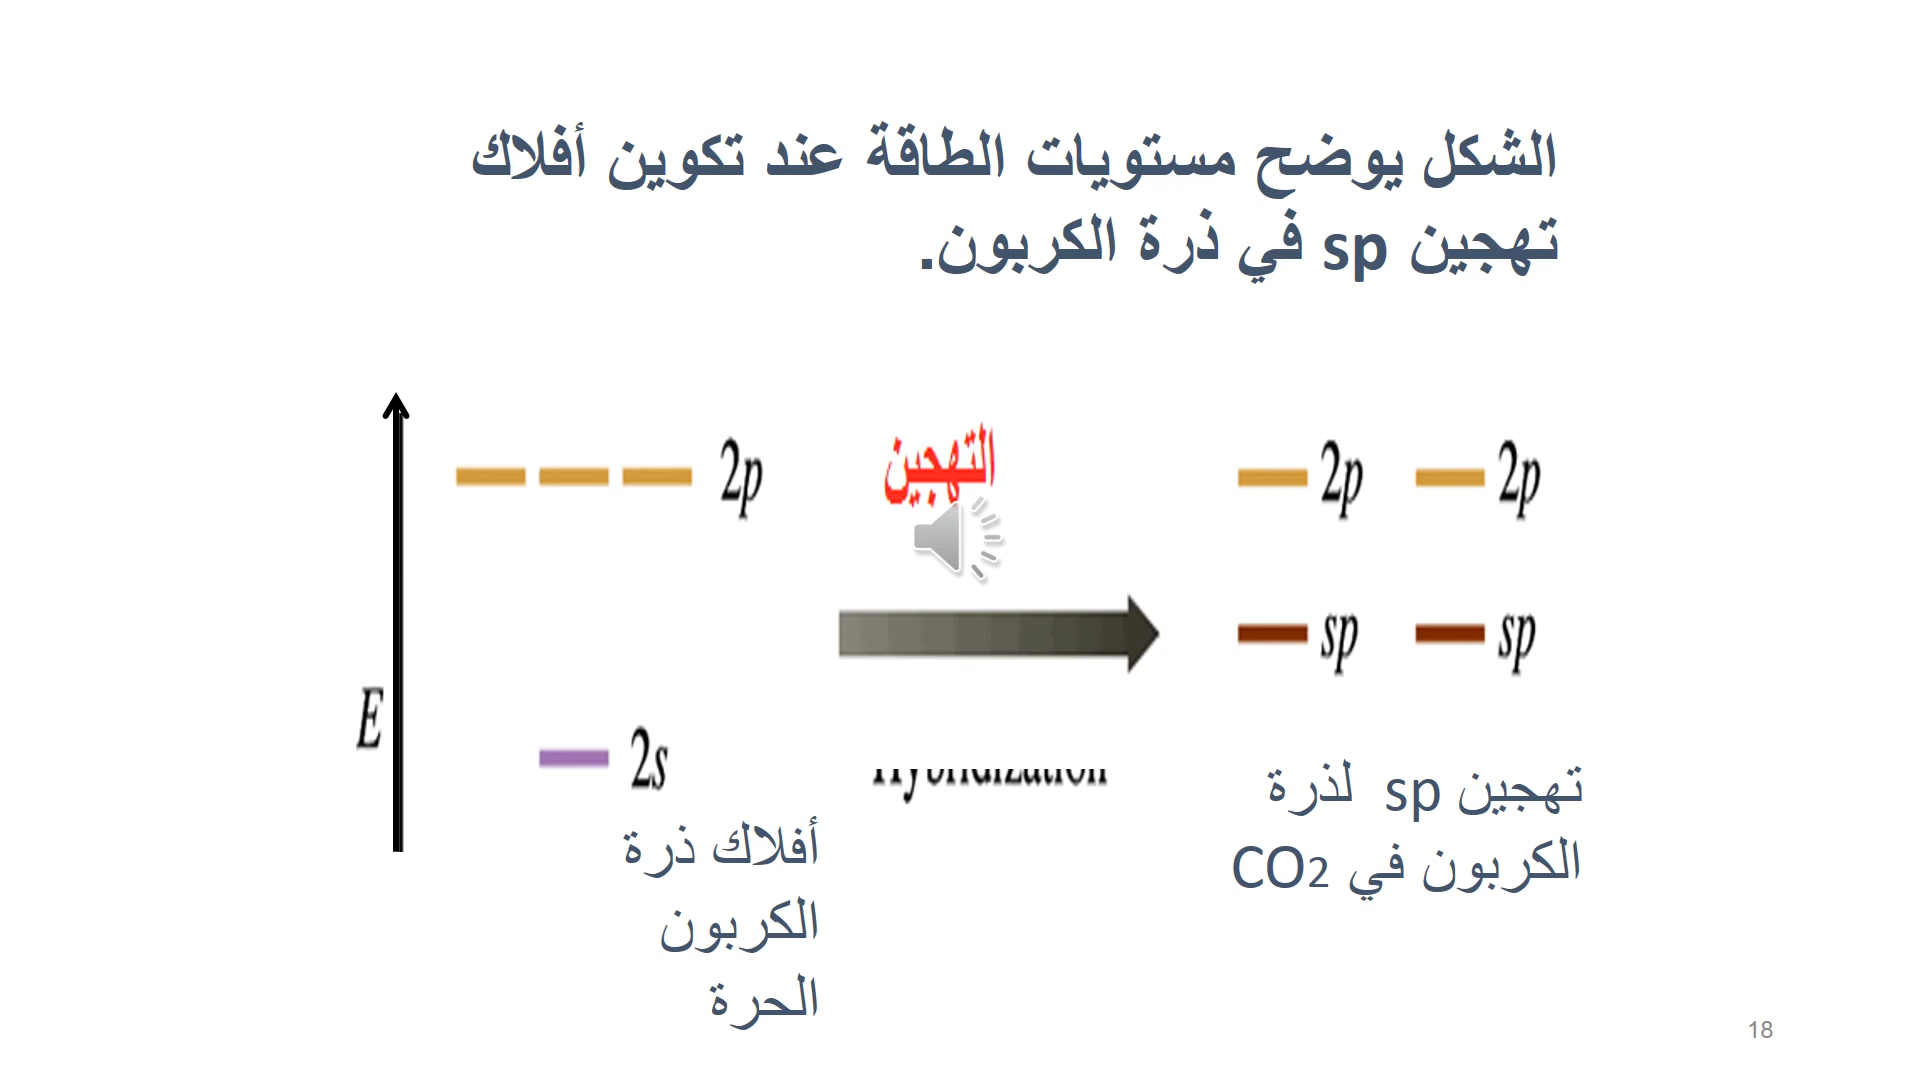 الشكل يوضح مستويات الطاقة عند تكوين أفلاك
تهجين sp في ذرة الكربون.
2p
التهجين
2p 2p
sp sp
E
2s
Hybridization
أفلاك ذرة
الكربون
الحرة
تهجين sp لذرة
الكربون في CO2
18